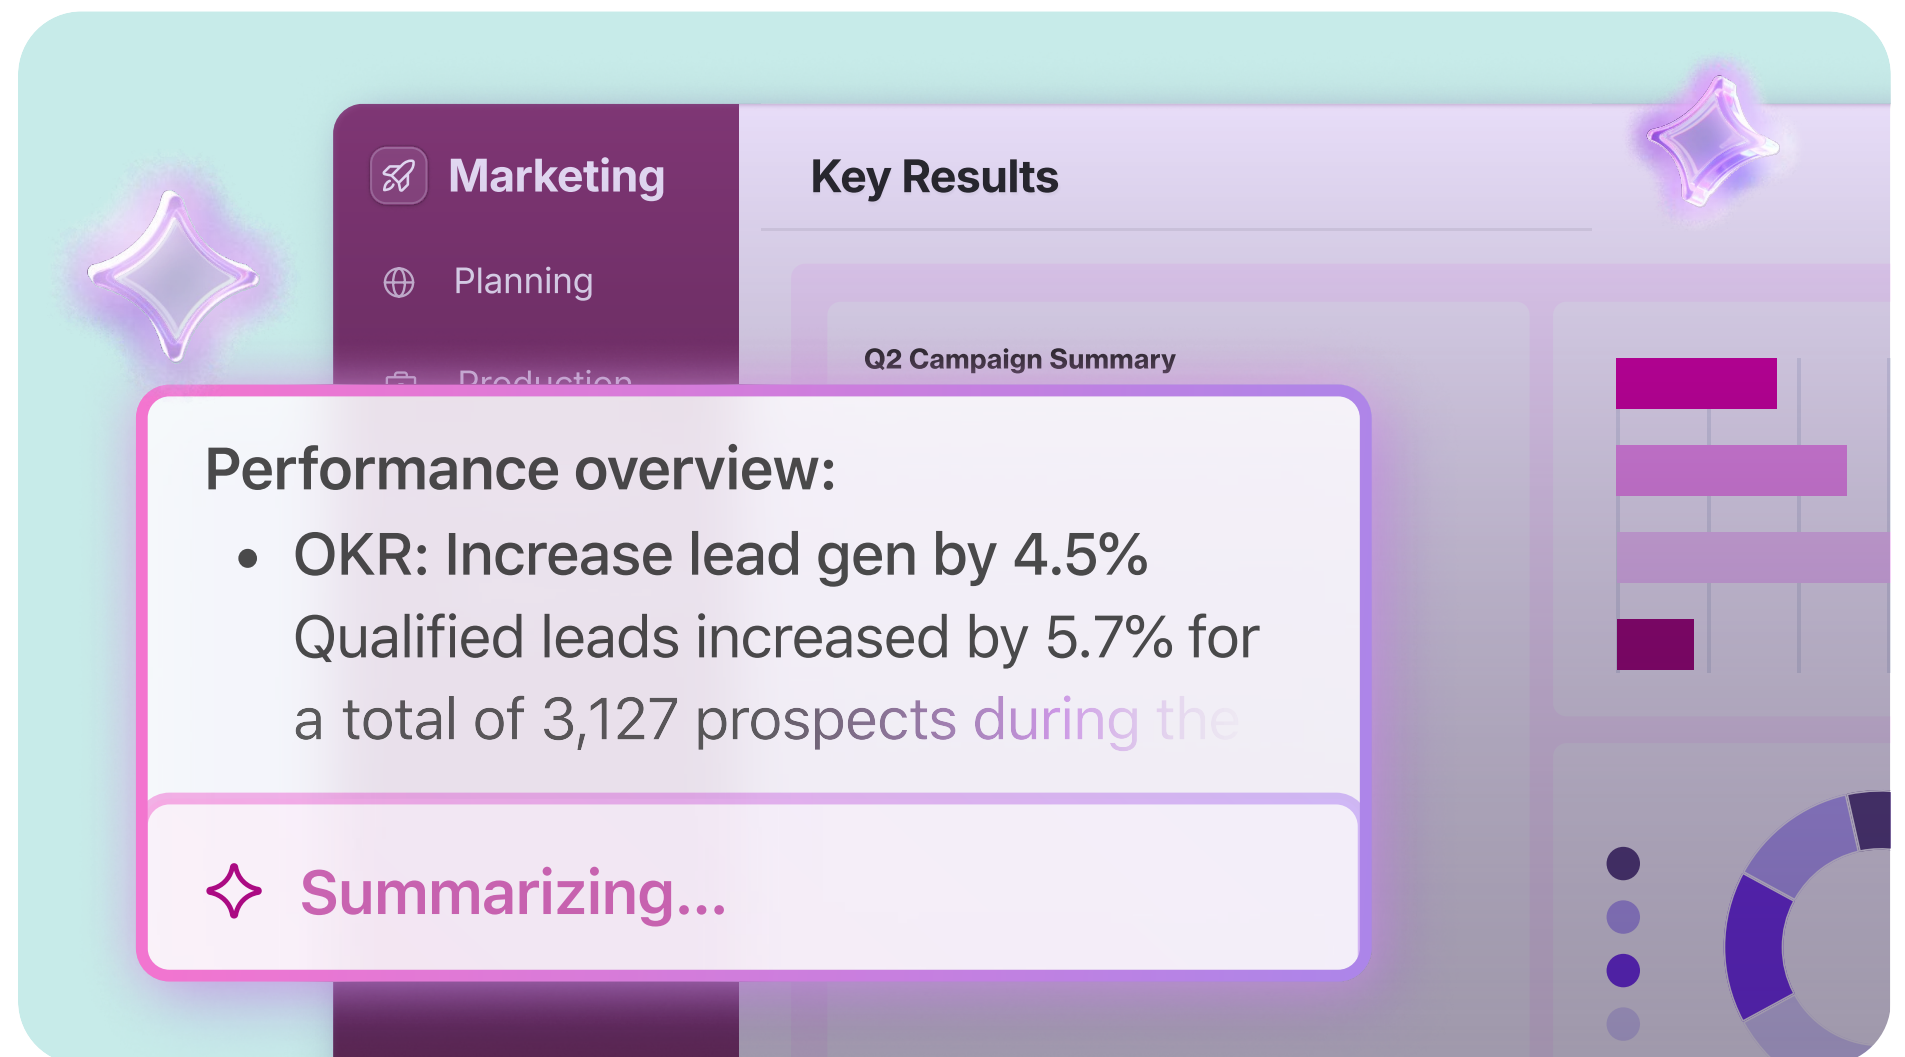 Marketing
Key Results
Planning
Q2 Campaign Summary
Production
Performance overview:
• OKR: Increase lead gen by 4.5%
Qualified leads increased by 5.7% for
a total of 3,127 prospects during the
Summarizing...